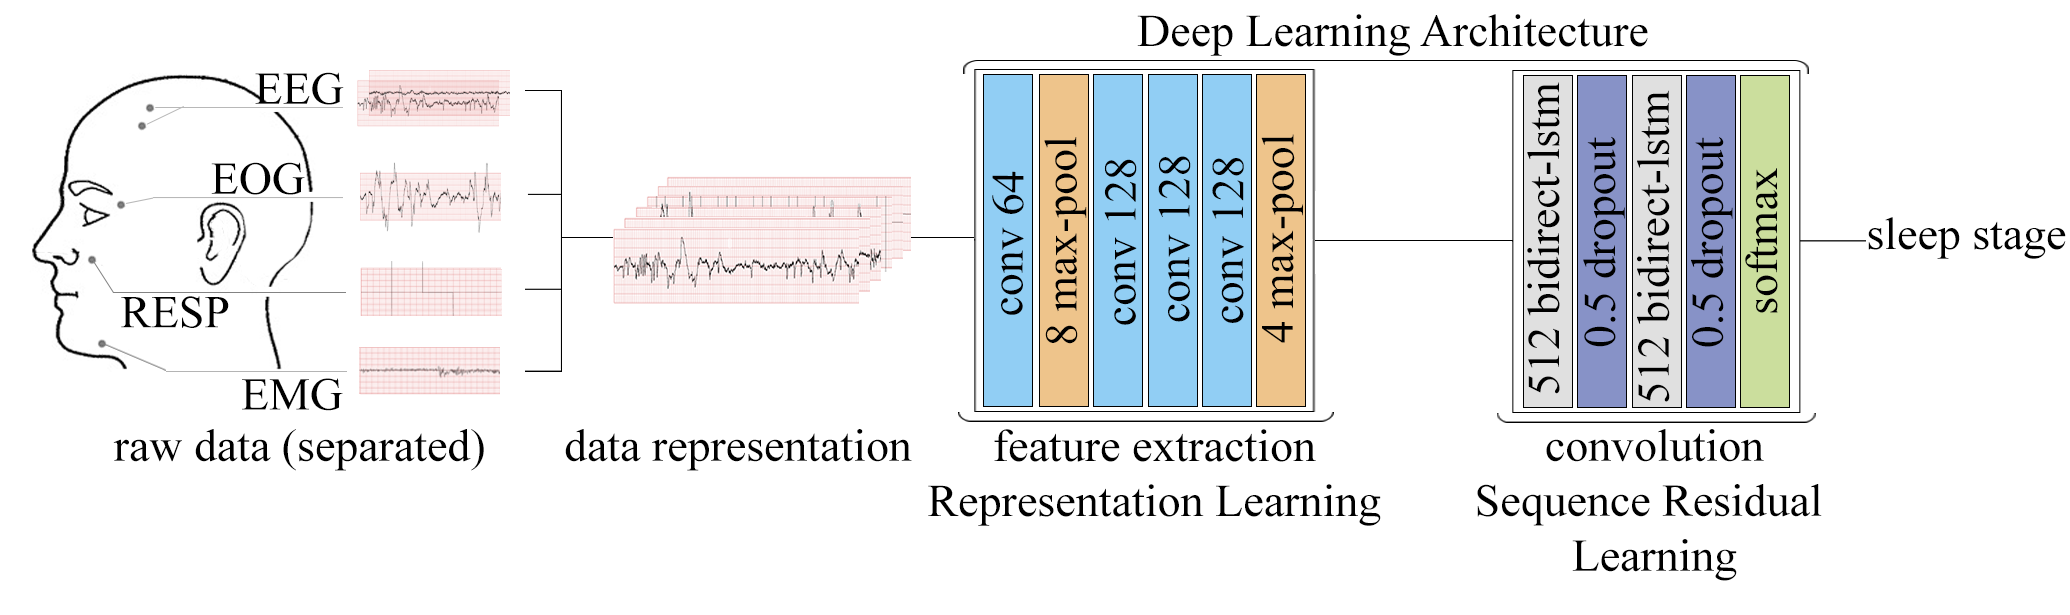 Deep Learning Architecture
EEG
EOG
RESP
EMG
raw data (separated)
data representation
conv 64
8 max-pool
conv 128
conv 128
conv 128
4 max-pool
feature extraction
Representation Learning
512 bidirect-lstm
0.5 dropout
512 bidirect-lstm
0.5 dropout
softmax
convolution
Sequence Residual
Learning
sleep stage